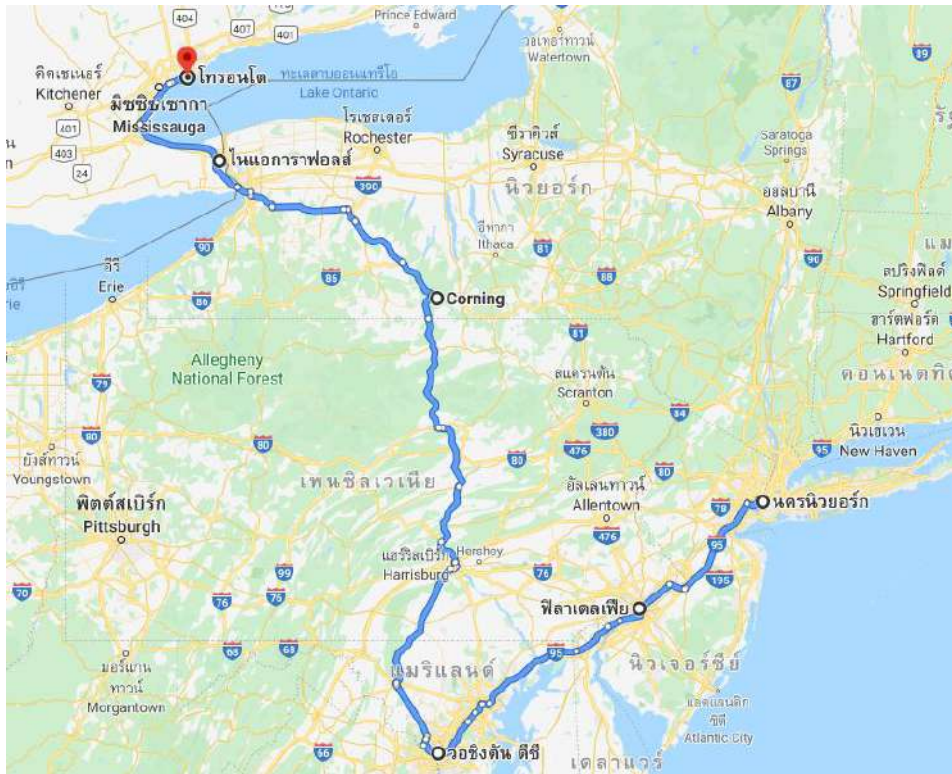 Prince Edward
404
407
401
วอเทอร์ทาวน์
Watertown
89
87
คิตเชเนอร์
Kitchener
โทรอนโต
ทะเลสาบออนแทรีโอ
Lake Ontario
มิซซิซเซากา
Mississauga
401
403
24
โรเชสเตอร์
Rochester
ซีราคิวส์
Syracuse
Saratoga
Springs
ไนแอการาฟอลส์
390
นิวยอร์ก
ออลบานี
Albany
อีทากา
Ithaca
90
81
88
86
90
อีรี
Erie
86
Corning
สปริงฟิลด์
Springfield
ฮาร์ตฟอร์ด
Hartford
81
Allegheny
National Forest
79
สแครนตัน
Scranton
84
380
476
นิวเฮเวน
New Haven
95
80
80
80
80
ยังส์ทาวน์
Youngstown
เพนซิลเวเนีย
อัลเลนทาวน์
Allentown
78
นครนิวยอร์ก
พิตต์สเบิร์ก
Pittsburgh
476
95
195
แฮร์ริสเบิร์ก
Harrisburg
Hershey
76
99
70
76
76
ฟิลาเดลเฟีย
68
68
95
นิวเจอร์ซีย์
มอร์แกน
ทาวน์
Morgantown
แมริแลนด์
แอตแลนติก
ซิตี
Atlantic City
66
วอชิงตัน ดีซี
เดลาแวร์